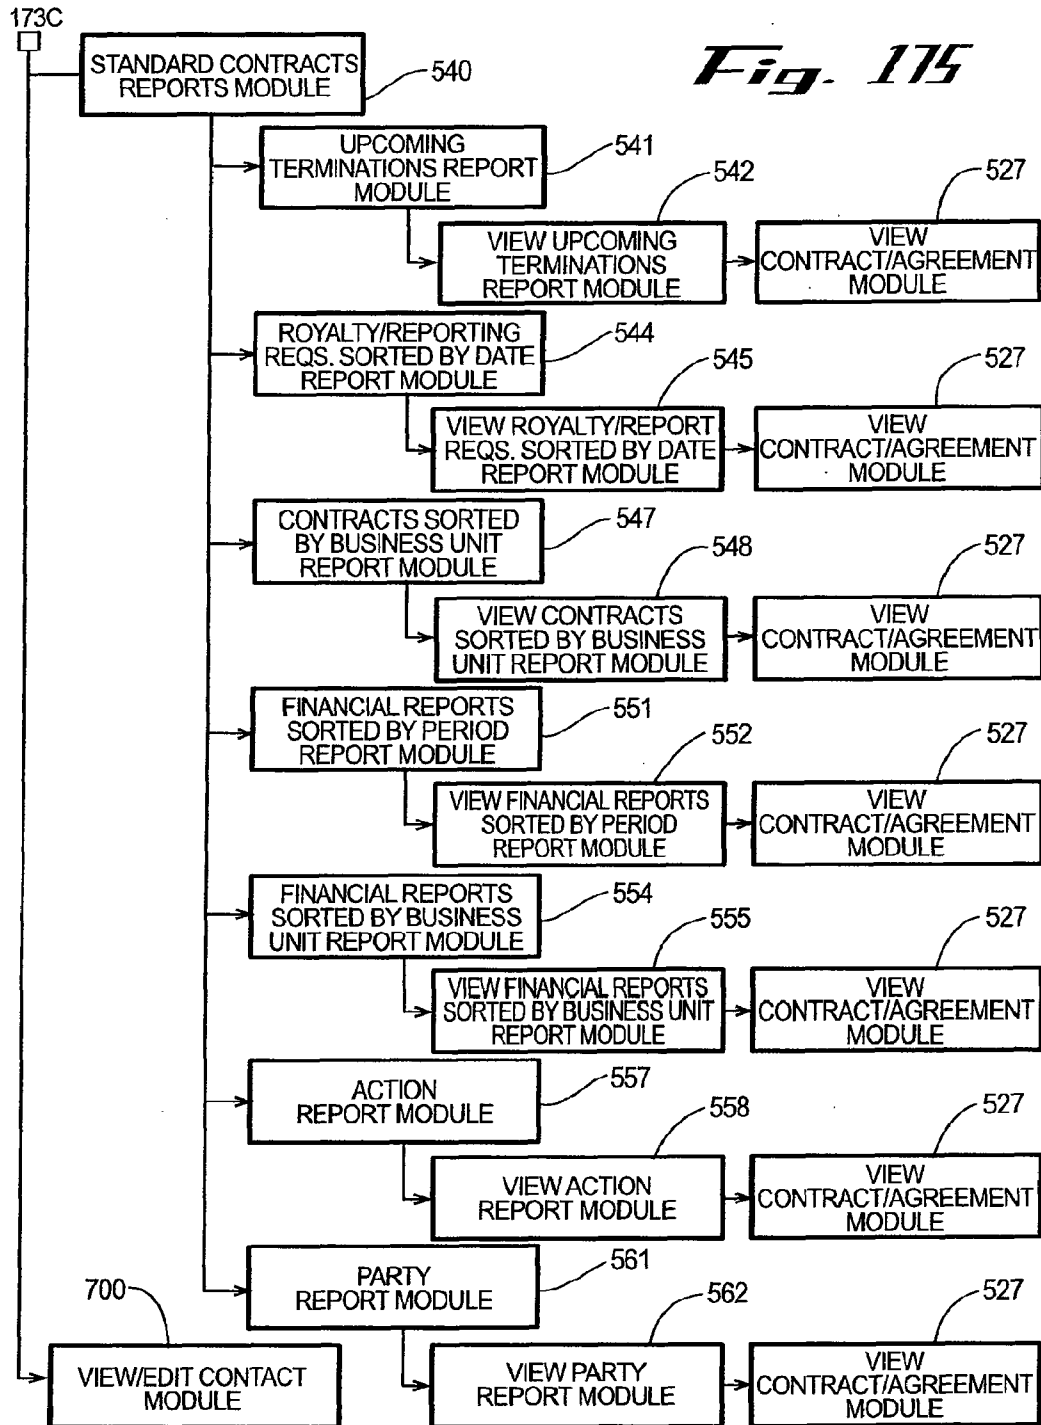 173C
STANDARD CONTRACTS
REPORTS MODULE
540
Fig. 175
UPCOMING
TERMINATIONS REPORT
MODULE
541
542
527
VIEW UPCOMING
TERMINATIONS
REPORT MODULE
VIEW
CONTRACT/AGREEMENT
MODULE
ROYALTY/REPORTING
REQS. SORTED BY DATE
REPORT MODULE
544
545
527
VIEW ROYALTY/REPORT
REQS. SORTED BY DATE
REPORT MODULE
VIEW
CONTRACT/AGREEMENT
MODULE
CONTRACTS SORTED
BY BUSINESS UNIT
REPORT MODULE
547
548
527
VIEW CONTRACTS
SORTED BY BUSINESS
UNIT REPORT MODULE
VIEW
CONTRACT/AGREEMENT
MODULE
FINANCIAL REPORTS
SORTED BY PERIOD
REPORT MODULE
551
552
527
VIEW FINANCIAL REPORTS
SORTED BY PERIOD
REPORT MODULE
VIEW
CONTRACT/AGREEMENT
MODULE
FINANCIAL REPORTS
SORTED BY BUSINESS
UNIT REPORT MODULE
554
555
527
VIEW FINANCIAL REPORTS
SORTED BY BUSINESS UNIT
REPORT MODULE
VIEW
CONTRACT/AGREEMENT
MODULE
ACTION
REPORT MODULE
557
558
527
VIEW ACTION
REPORT MODULE
VIEW
CONTRACT/AGREEMENT
MODULE
PARTY
REPORT MODULE
561
700
562
527
VIEW/EDIT CONTACT
MODULE
VIEW PARTY
REPORT MODULE
VIEW
CONTRACT/AGREEMENT
MODULE